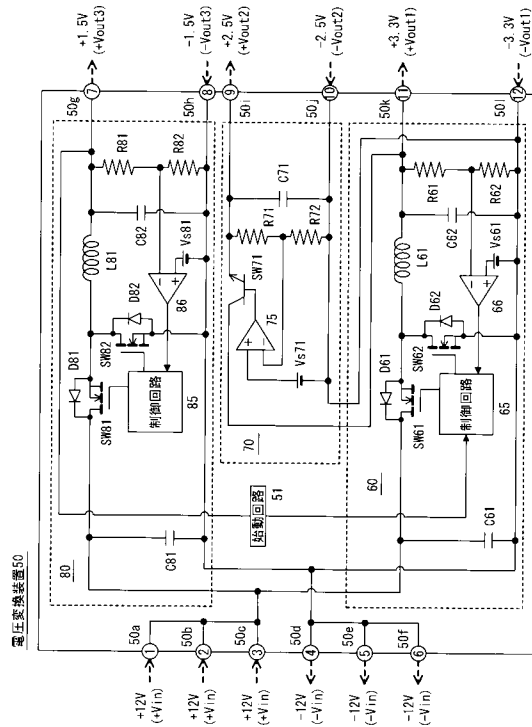 電圧変換装置50
+12V
(+Vin)
+12V
(+Vin)
+12V
(+Vin)
-12V
(-Vin)
-12V
(-Vin)
-12V
(-Vin)
①
②
③
④
⑤
⑥
50a
50b
50c
50d
50e
50f
80
C81
D81
SW81
SW82
D82
制御回路
85
L81
C82
R81
R82
86
Vs81
始動回路
51
70
SW71
75
Vs71
R71
R72
C71
60
C61
D61
SW61
SW62
D62
制御回路
65
L61
C62
R61
R62
66
Vs61
50g
50h
50i
50j
50k
50l
⑦
⑧
⑨
⑩
⑪
⑫
+1.5V
(+Vout3)
-1.5V
(-Vout3)
+2.5V
(+Vout2)
-2.5V
(-Vout2)
+3.3V
(+Vout1)
-3.3V
(-Vout1)